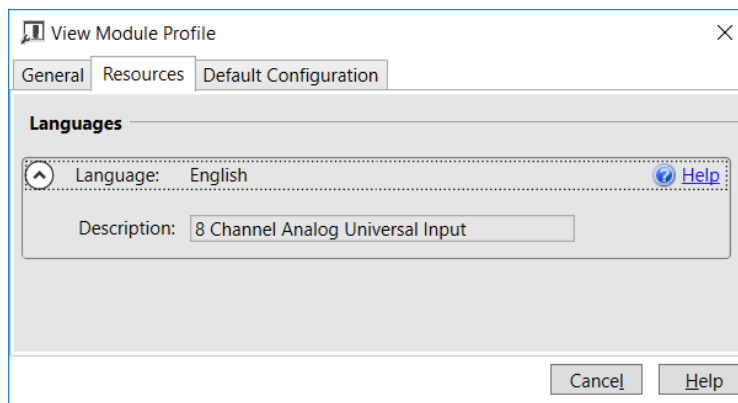 View Module Profile
General Resources Default Configuration
Languages
Language: English Help
Description: 8 Channel Analog Universal Input
Cancel Help